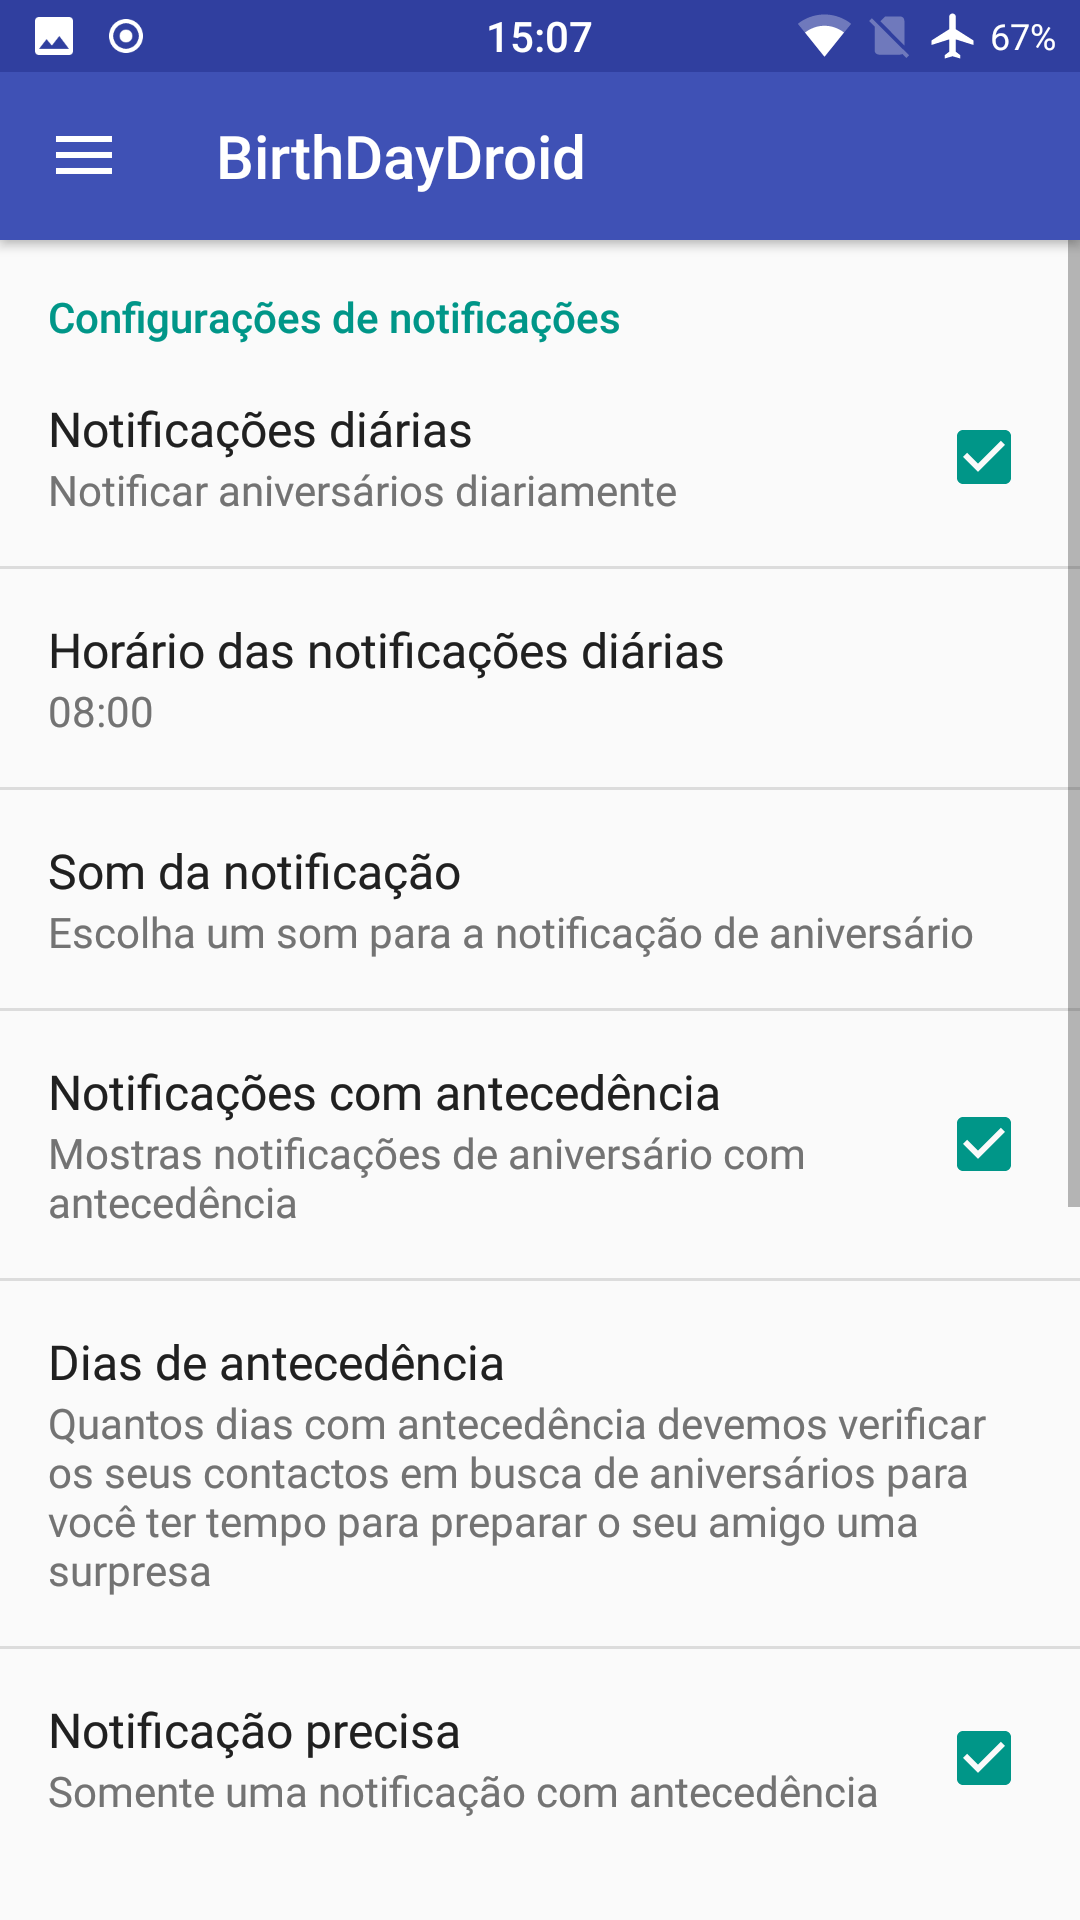 15:07
67%
BirthDayDroid
Configurações de notificações
Notificações diárias
Notificar aniversários diariamente
Horário das notificações diárias
08:00
Som da notificação
Escolha um som para a notificação de aniversário
Notificações com antecedência
Mostras notificações de aniversário com
antecedência
Dias de antecedência
Quantos dias com antecedência devemos verificar
os seus contactos em busca de aniversários para
você ter tempo para preparar o seu amigo uma
surpresa
Notificação precisa
Somente uma notificação com antecedência